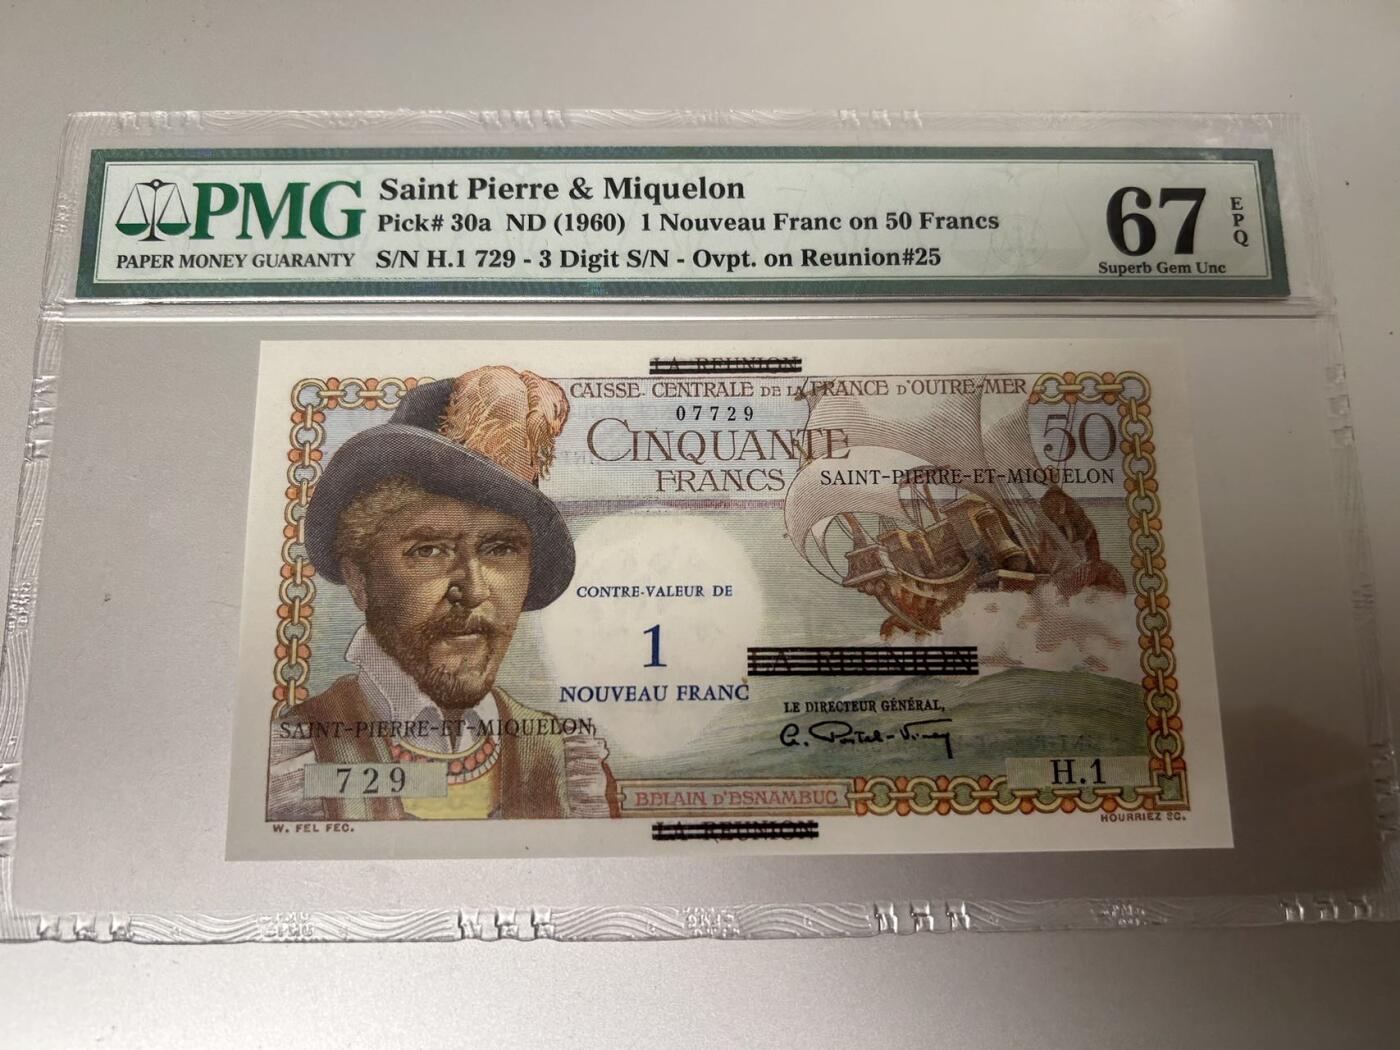 PMG
PAPER MONEY GUARANTY
Saint Pierre & Miquelon
Pick# 30a ND (1960) 1 Nouveau Franc on 50 Francs
S/N H.1 729 - 3 Digit S/N - Ovpt. on Reunion#25
67
EPQ
Superb Gem Unc
LA REUNION
CAISSE CENTRALE DE LA FRANCE D'OUTRE-MER
07729
CINQUANTE
50
FRANCS
SAINT-PIERRE-ET-MIQUELON
CONTRE-VALEUR DE
1
NOUVEAU FRANC
LA REUNION
LE DIRECTEUR GÉNÉRAL,
SAINT-PIERRE-ET-MIQUELON
729
H.1
BELAIN D'ESNAMBUC
W. FEL FEC.
HOURRIEZ SC.
LA REUNION